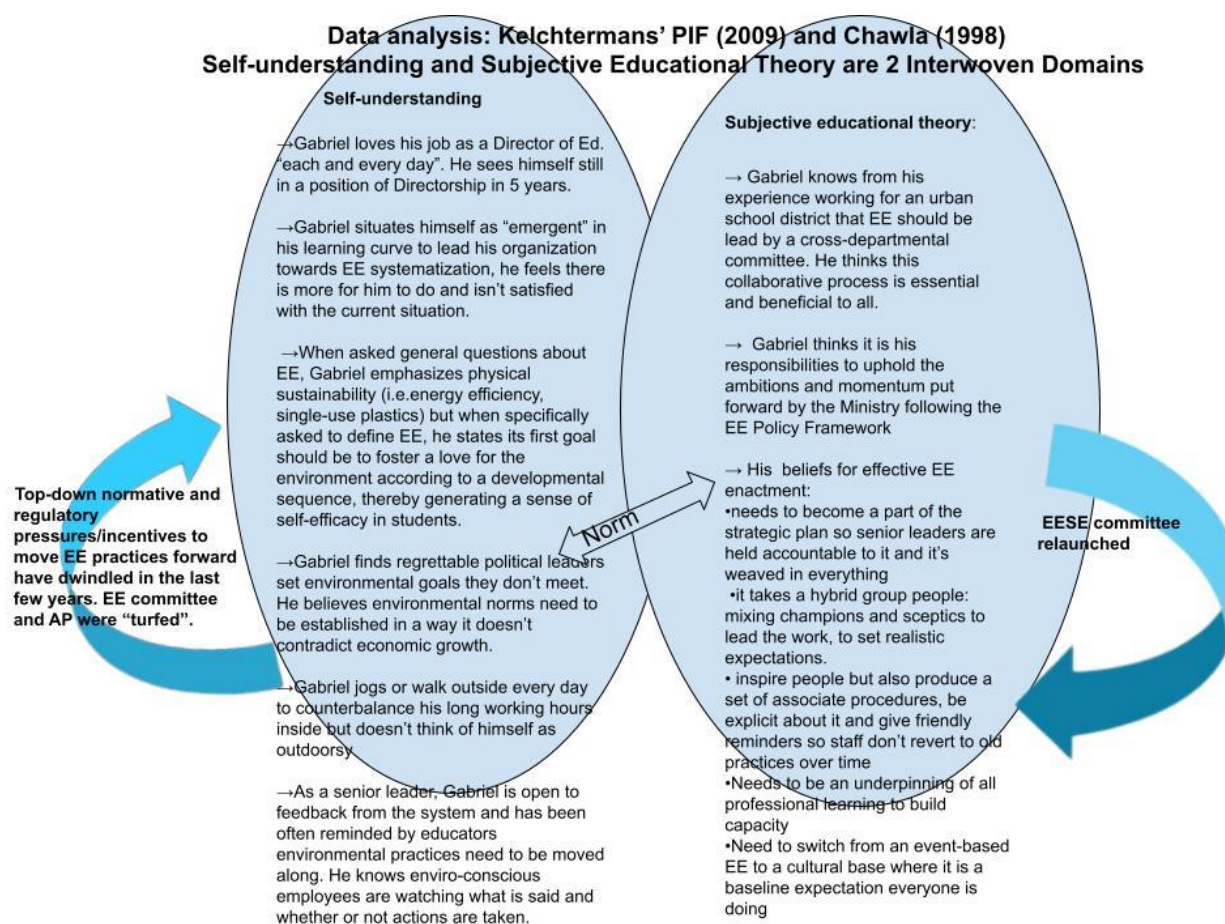 Data analysis: Kelchtermans’ PIF (2009) and Chawla (1998)
Self-understanding and Subjective Educational Theory are 2 Interwoven Domains
Self-understanding
→Gabriel loves his job as a Director of Ed.
“each and every day”. He sees himself still
in a position of Directorship in 5 years.
→Gabriel situates himself as “emergent” in
his learning curve to lead his organization
towards EE systematization, he feels there
is more for him to do and isn’t satisfied
with the current situation.
→When asked general questions about
EE, Gabriel emphasizes physical
sustainability (i.e.energy efficiency,
single-use plastics) but when specifically
asked to define EE, he states its first goal
should be to foster a love for the
environment according to a developmental
sequence, thereby generating a sense of
self-efficacy in students.
→Gabriel finds regrettable political leaders
set environmental goals they don’t meet.
He believes environmental norms need to
be established in a way it doesn’t
contradict economic growth.
→Gabriel jogs or walk outside every day
to counterbalance his long working hours
inside but doesn’t think of himself as
outdoorsy
→As a senior leader, Gabriel is open to
feedback from the system and has been
often reminded by educators
environmental practices need to be moved
along. He knows enviro-conscious
employees are watching what is said and
whether or not actions are taken.
Subjective educational theory:
→ Gabriel knows from his
experience working for an urban
school district that EE should be
lead by a cross-departmental
committee. He thinks this
collaborative process is essential
and beneficial to all.
→ Gabriel thinks it is his
responsibilities to uphold the
ambitions and momentum put
forward by the Ministry following the
EE Policy Framework
→ His beliefs for effective EE
enactment:
•needs to become a part of the
strategic plan so senior leaders are
held accountable to it and it’s
weaved in everything
•it takes a hybrid group people:
mixing champions and sceptics to
lead the work, to set realistic
expectations.
• inspire people but also produce a
set of associate procedures, be
explicit about it and give friendly
reminders so staff don’t revert to old
practices over time
•Needs to be an underpinning of all
professional learning to build
capacity
•Need to switch from an event-based
EE to a cultural base where it is a
baseline expectation everyone is
doing
Top-down normative and
regulatory
pressures/incentives to
move EE practices forward
have dwindled in the last
few years. EE committee
and AP were “turfed”.
Norm
EESE committee
relaunched